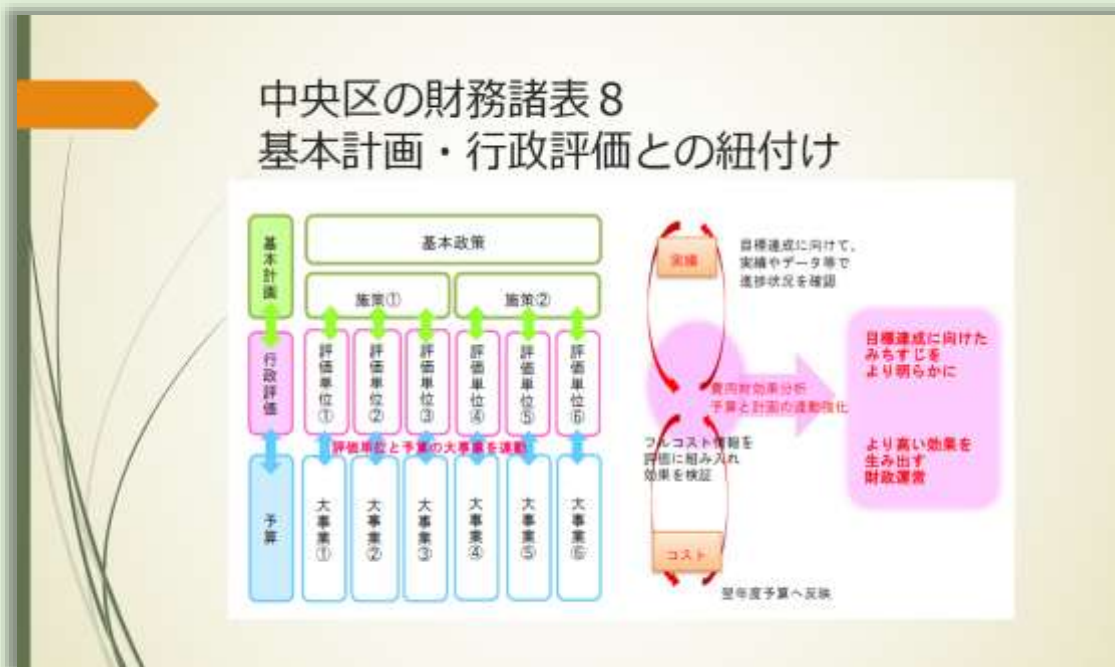 中央区の財務諸表８
基本計画・行政評価との紐付け
基本計画
基本政策
施策①
施策②
行政評価
評価単位①
評価単位②
評価単位③
評価単位④
評価単位⑤
評価単位⑥
評価単位と予算の大事業を連動
予算
大事業①
大事業②
大事業③
大事業④
大事業⑤
大事業⑥
実績
目標達成に向けて、
実績やデータ等で
進捗状況を確認
費用対効果分析
予算と計画の連動強化
フルコスト情報を
評価に組み入れ
効果を検証
コスト
翌年度予算へ反映
目標達成に向けた
みちすじを
より明らかに
より高い効果を
生み出す
財政運営